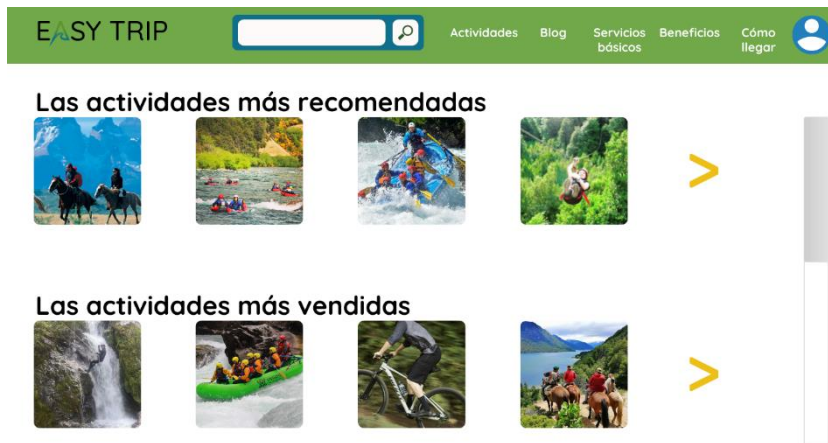 EASY TRIP
Actividades
Blog
Servicios
básicos
Beneficios
Cómo
llegar
Las actividades más recomendadas
>
Las actividades más vendidas
>